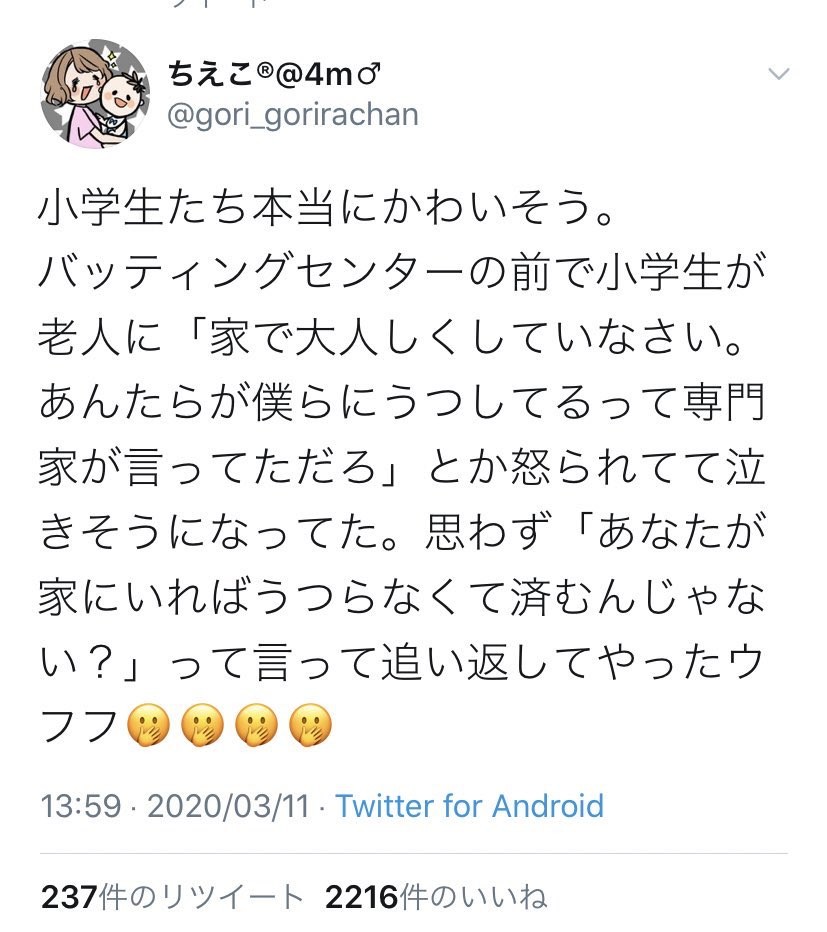 ちえこ®@4m♂
@gori_gorirachan
小学生たち本当にかわいそう。
バッティングセンターの前で小学生が
老人に「家で大人しくしていなさい。
あんたらが僕らにうつしてるって専門
家が言ってただろ」とか怒られてて泣
きそうになってた。思わず「あなたが
家にいればうつらなくて済むんじゃな
い？」って言って追い返してやったウ
フフ🤭🤭🤭🤭
13:59 · 2020/03/11 · Twitter for Android
237件のリツイート 2216件のいいね